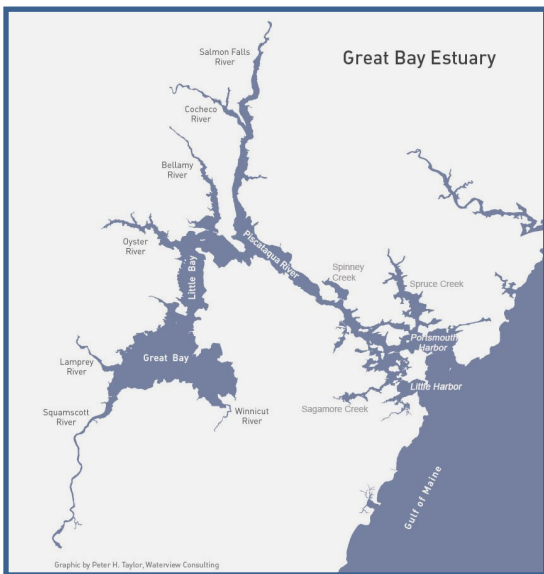 Great Bay Estuary
Salmon Falls
River
Cocheco
River
Bellamy
River
Oyster
River
Little Bay
Piscataqua River
Spinney
Creek
Spruce Creek
Portsmouth
Harbor
Great Bay
Lamprey
River
Little Harbor
Squamscott
River
Winnicut
River
Sagamore Creek
Gulf of Maine
Graphic by Peter H. Taylor, Waterview Consulting